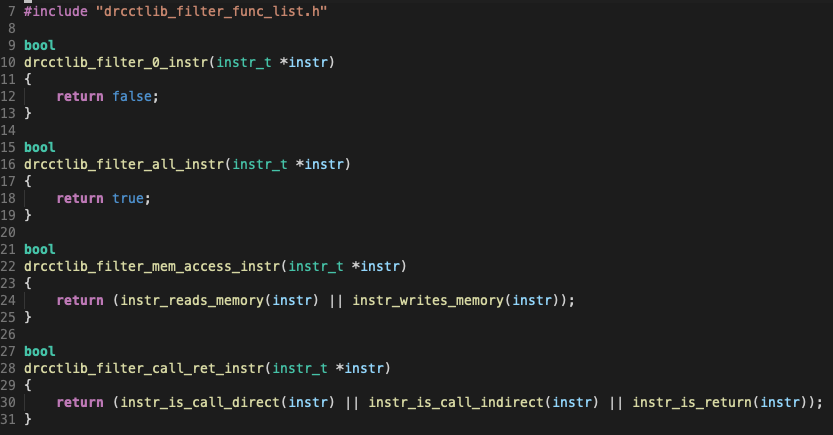 7 #include "drcctlib_filter_func_list.h"
8
9 bool
10 drcctlib_filter_0_instr(instr_t *instr)
11 {
12     return false;
13 }
14
15 bool
16 drcctlib_filter_all_instr(instr_t *instr)
17 {
18     return true;
19 }
20
21 bool
22 drcctlib_filter_mem_access_instr(instr_t *instr)
23 {
24     return (instr_reads_memory(instr) || instr_writes_memory(instr));
25 }
26
27 bool
28 drcctlib_filter_call_ret_instr(instr_t *instr)
29 {
30     return (instr_is_call_direct(instr) || instr_is_call_indirect(instr) || instr_is_return(instr));
31 }